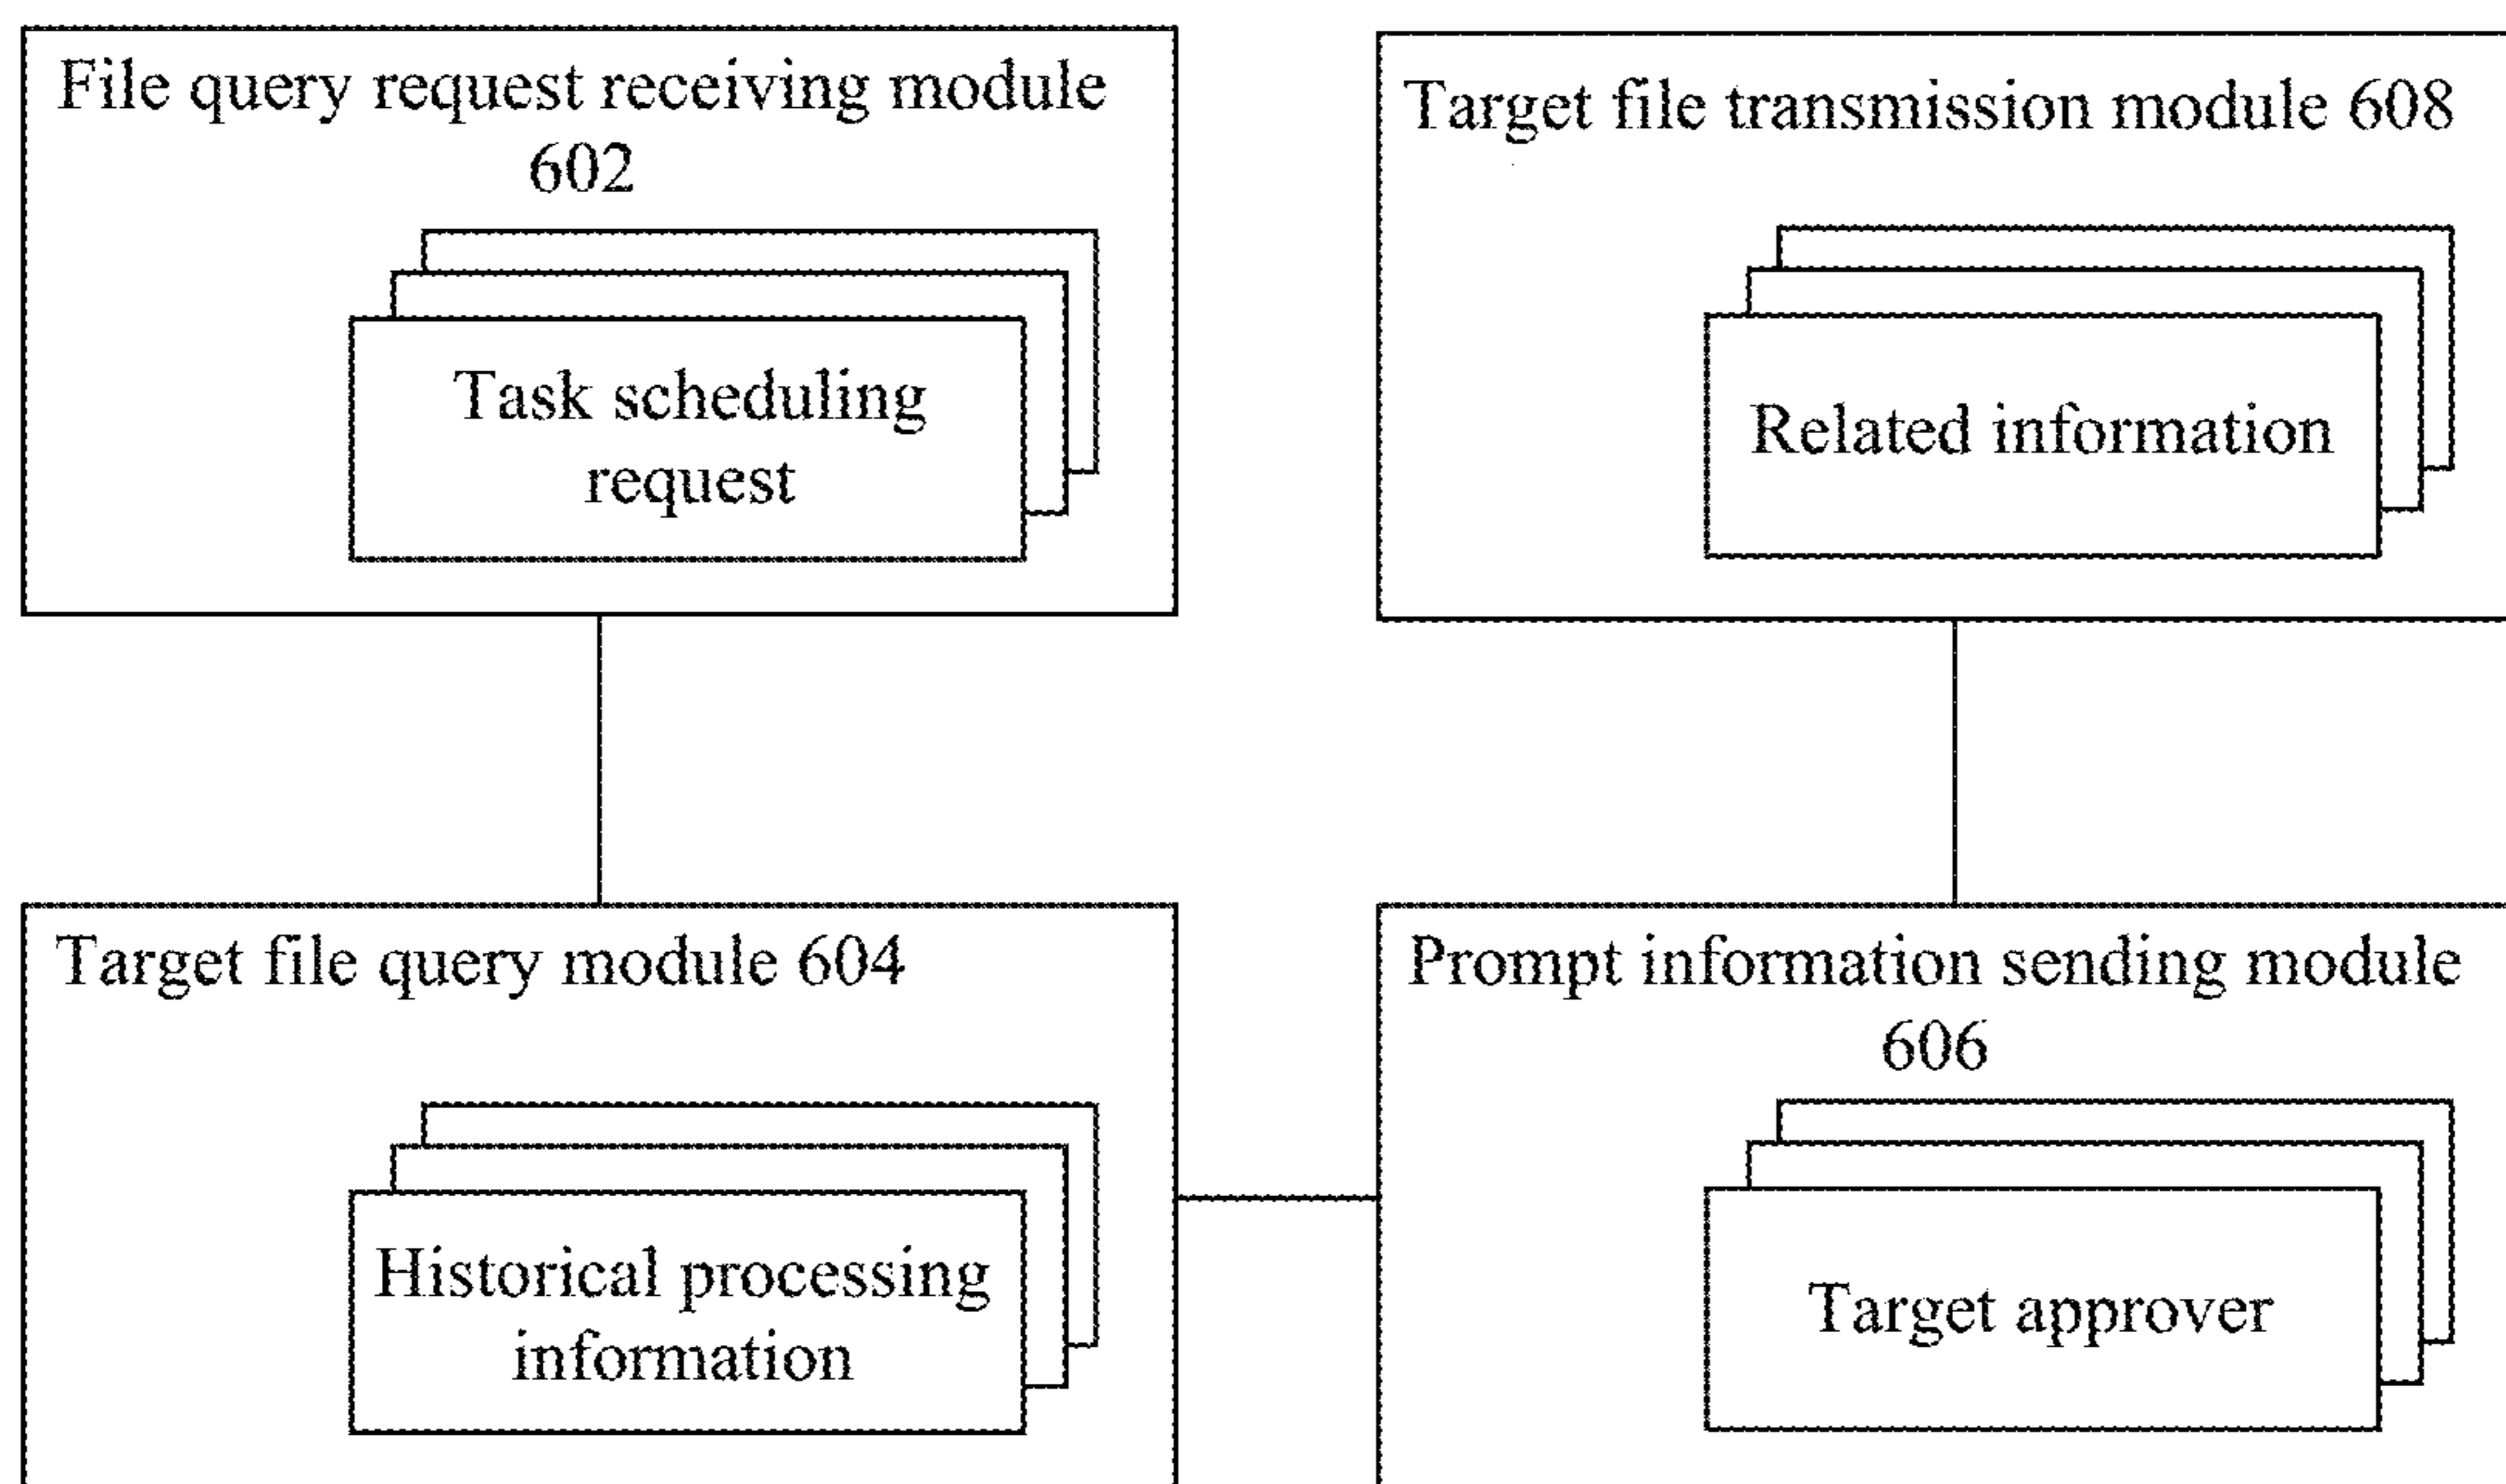 File query request receiving module
602
Task scheduling
request
Target file transmission module 608
Related information
Target file query module 604
Historical processing
information
Prompt information sending module
606
Target approver